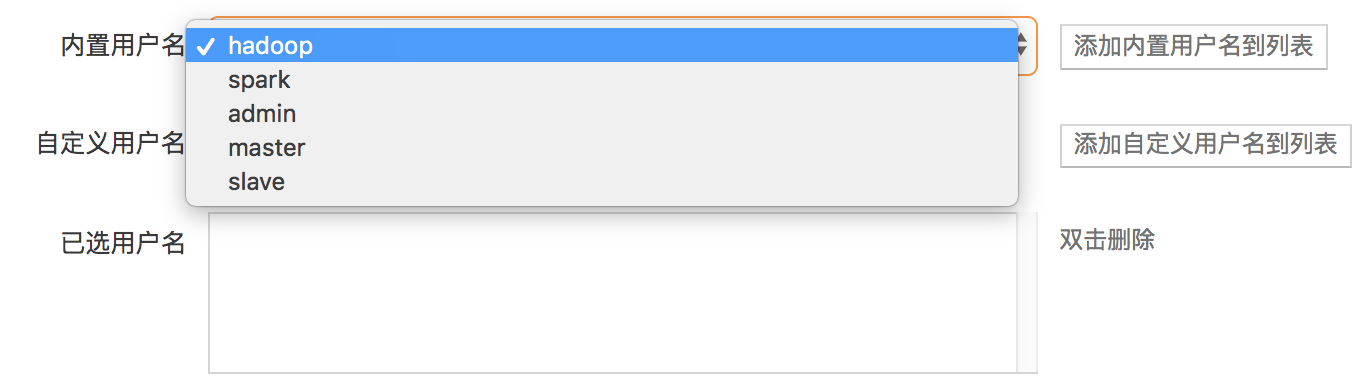 内置用户名
hadoop
添加内置用户名到列表
spark
admin
自定义用户名
添加自定义用户名到列表
master
slave
已选用户名
双击删除